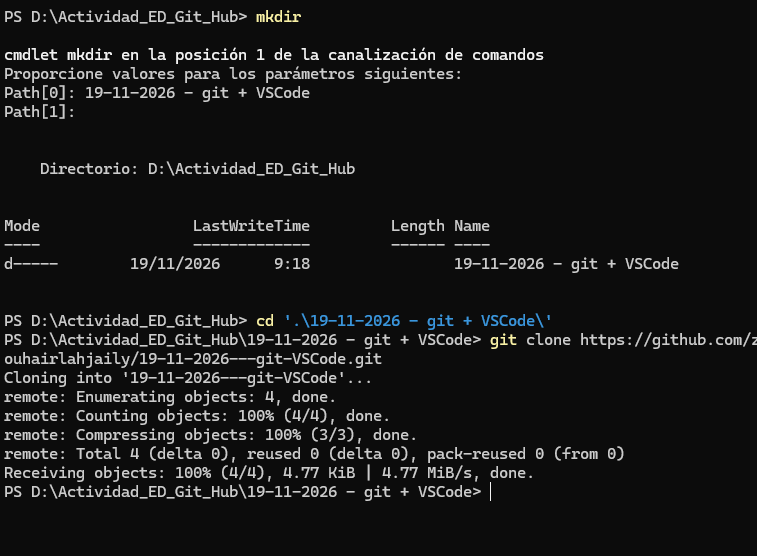 PS D:\Actividad_ED_Git_Hub> mkdir
cmdlet mkdir en la posición 1 de la canalización de comandos
Proporcione valores para los parámetros siguientes:
Path[0]: 19-11-2026 - git + VSCode
Path[1]:
Directorio: D:\Actividad_ED_Git_Hub
Mode LastWriteTime Length Name
---- ------------- ------ ----
d----- 19/11/2026 9:18 19-11-2026 - git + VSCode
PS D:\Actividad_ED_Git_Hub> cd '.\19-11-2026 - git + VSCode\'
PS D:\Actividad_ED_Git_Hub\19-11-2026 - git + VSCode> git clone https://github.com/z
ouhairlahjaily/19-11-2026---git-VSCode.git
Cloning into '19-11-2026---git-VSCode'...
remote: Enumerating objects: 4, done.
remote: Counting objects: 100% (4/4), done.
remote: Compressing objects: 100% (3/3), done.
remote: Total 4 (delta 0), reused 0 (delta 0), pack-reused 0 (from 0)
Receiving objects: 100% (4/4), 4.77 KiB | 4.77 MiB/s, done.
PS D:\Actividad_ED_Git_Hub\19-11-2026 - git + VSCode>